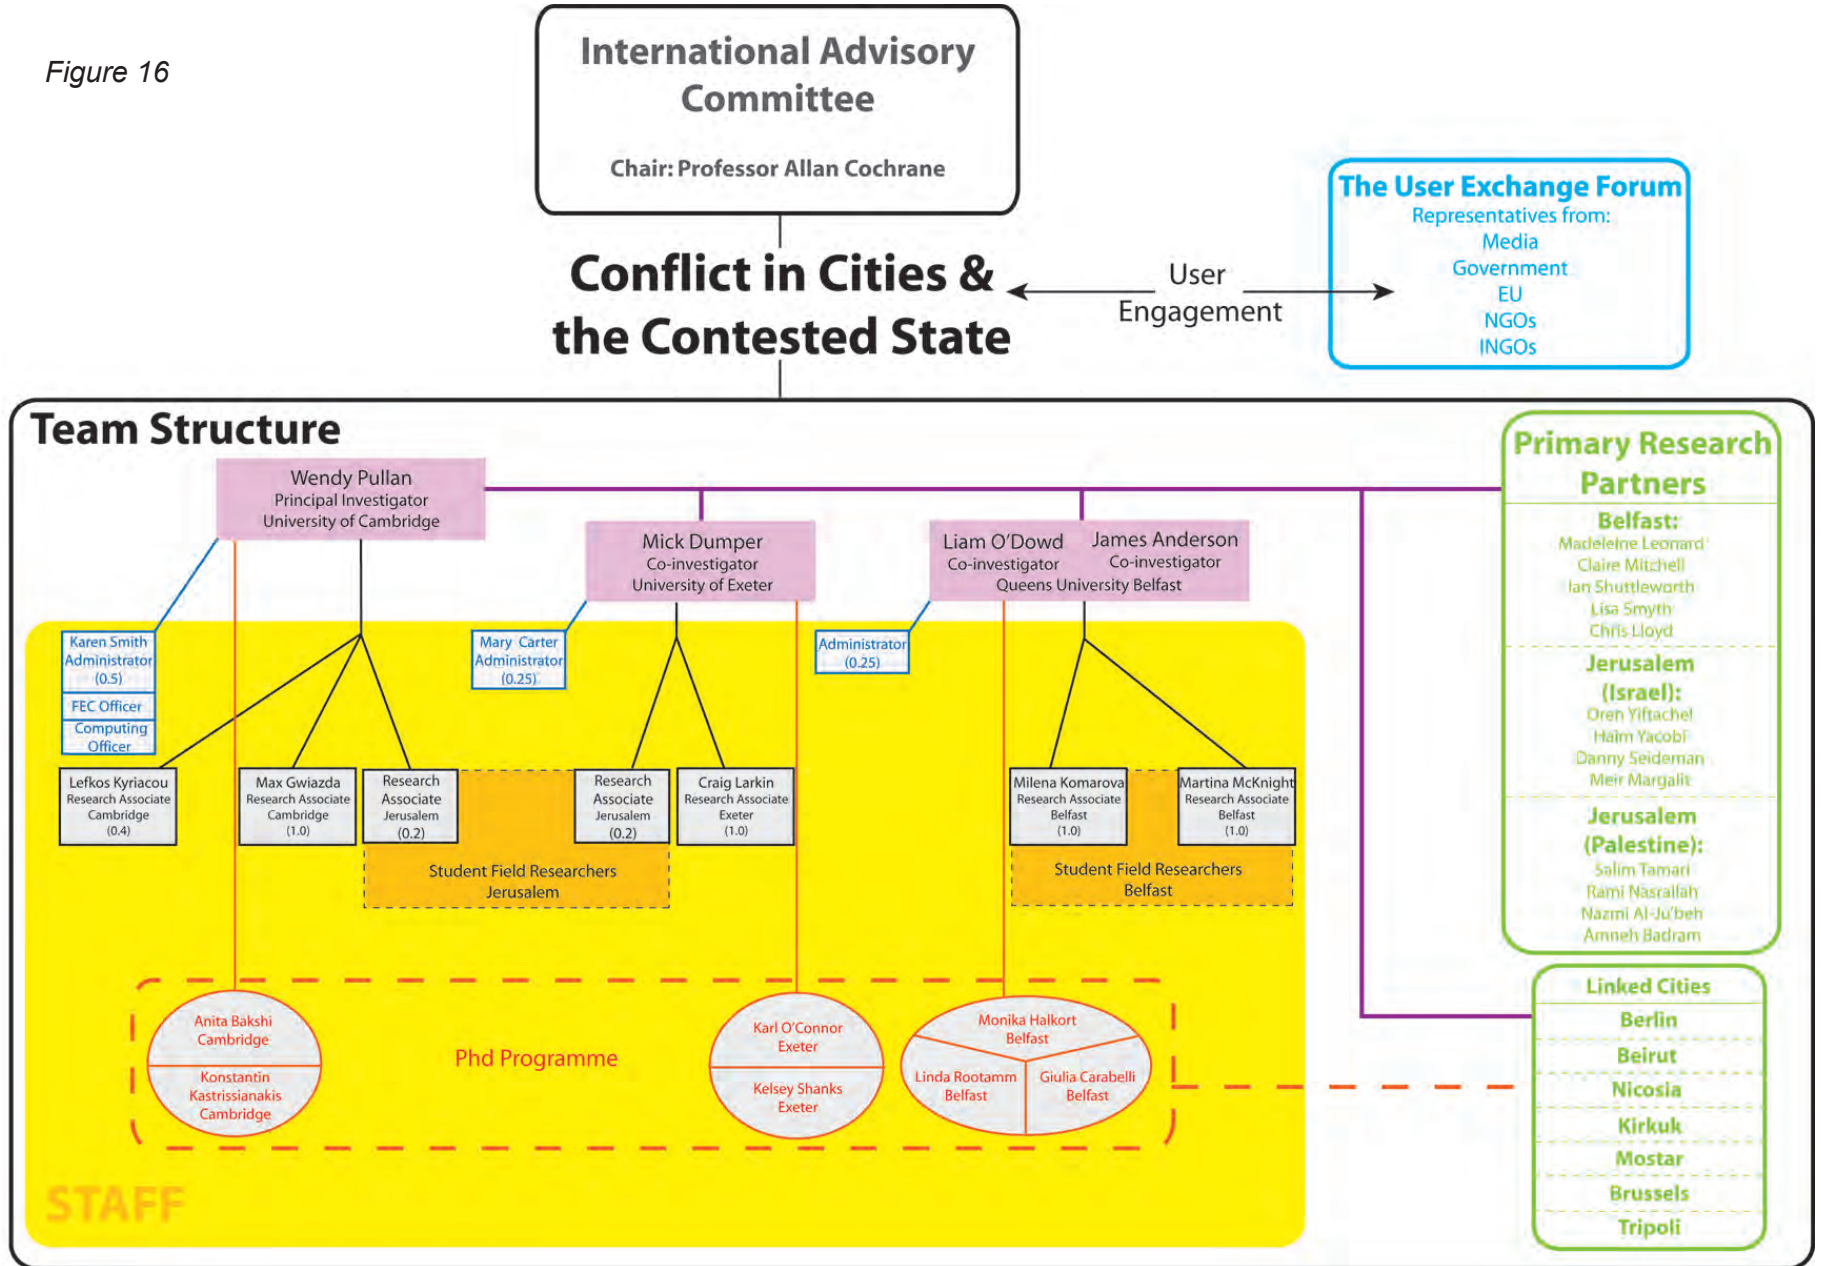 Figure 16
International Advisory
Committee
Chair: Professor Allan Cochrane
The User Exchange Forum
Representatives from:
Media
Government
EU
NGOs
INGOs
Conflict in Cities &
the Contested State
User
Engagement
Team Structure
Wendy Pullan
Principal Investigator
University of Cambridge
Mick Dumper
Co-investigator
University of Exeter
Liam O'Dowd
Co-investigator
James Anderson
Co-investigator
Queens University Belfast
Karen Smith
Administrator
(0.5)
FEC Officer
Computing
Officer
Mary Carter
Administrator
(0.25)
Administrator
(0.25)
Lefkos Kyriacou
Research Associate
Cambridge
(0.4)
Max Gwiazda
Research Associate
Cambridge
(1.0)
Research
Associate
Jerusalem
(0.2)
Research
Associate
Jerusalem
(0.2)
Craig Larkin
Research Associate
Exeter
(1.0)
Milena Komarova
Research Associate
Belfast
(1.0)
Martina McKnight
Research Associate
Belfast
(1.0)
Student Field Researchers
Jerusalem
Student Field Researchers
Belfast
Anita Bakshi
Cambridge
Konstantin
Kastrissianakis
Cambridge
Phd Programme
Karl O'Connor
Exeter
Kelsey Shanks
Exeter
Monika Halkort
Belfast
Linda Rootamm
Belfast
Giulia Carabelli
Belfast
STAFF
Primary Research
Partners
Belfast:
Madeleine Leonard
Claire Mitchell
Ian Shuttleworth
Lisa Smyth
Chris Lloyd
Jerusalem
(Israel):
Oren Yiftachel
Haim Yacobi
Danny Seideman
Meir Margalit
Jerusalem
(Palestine):
Salim Tamari
Rami Nasrallah
Nazmi Al-Ju'beh
Amneh Badram
Linked Cities
Berlin
Beirut
Nicosia
Kirkuk
Mostar
Brussels
Tripoli